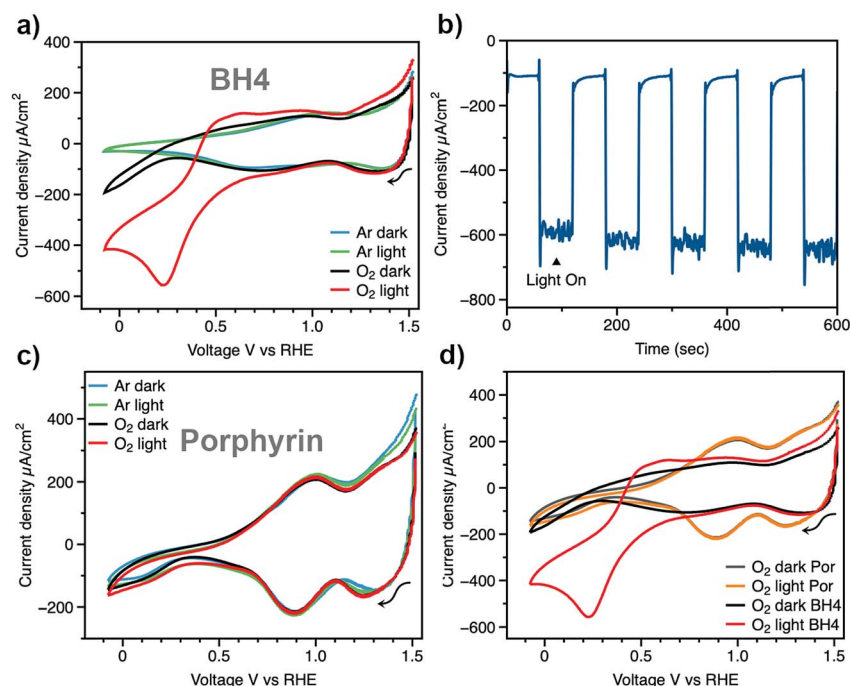 a)
400
200
0
−200
−400
−600
Current density µA/cm²
BH4
Ar dark
Ar light
O₂ dark
O₂ light
0
0.5
1.0
1.5
Voltage V vs RHE
b)
0
−200
−400
−600
−800
Current density µA/cm²
Light On
0
200
400
600
Time (sec)
c)
400
200
0
−200
Current density µA/cm²
Ar dark
Ar light
O₂ dark
O₂ light
Porphyrin
0
0.5
1.0
1.5
Voltage V vs RHE
d)
400
200
0
−200
−400
−600
Current density µA/cm
O₂ dark Por
O₂ light Por
O₂ dark BH4
O₂ light BH4
0
0.5
1.0
1.5
Voltage V vs RHE